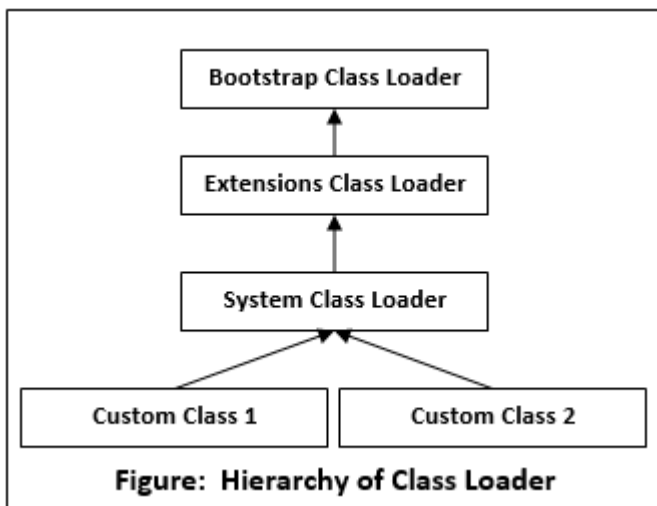 Bootstrap Class Loader
Extensions Class Loader
System Class Loader
Custom Class 1
Custom Class 2
Figure:  Hierarchy of Class Loader